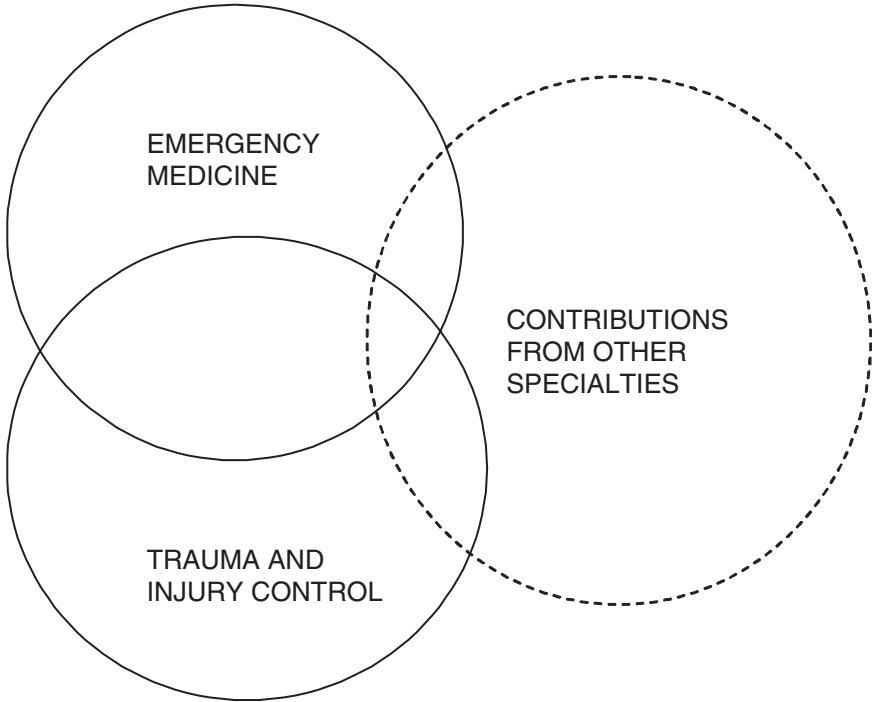 EMERGENCY
MEDICINE
CONTRIBUTIONS
FROM OTHER
SPECIALTIES
TRAUMA AND
INJURY CONTROL